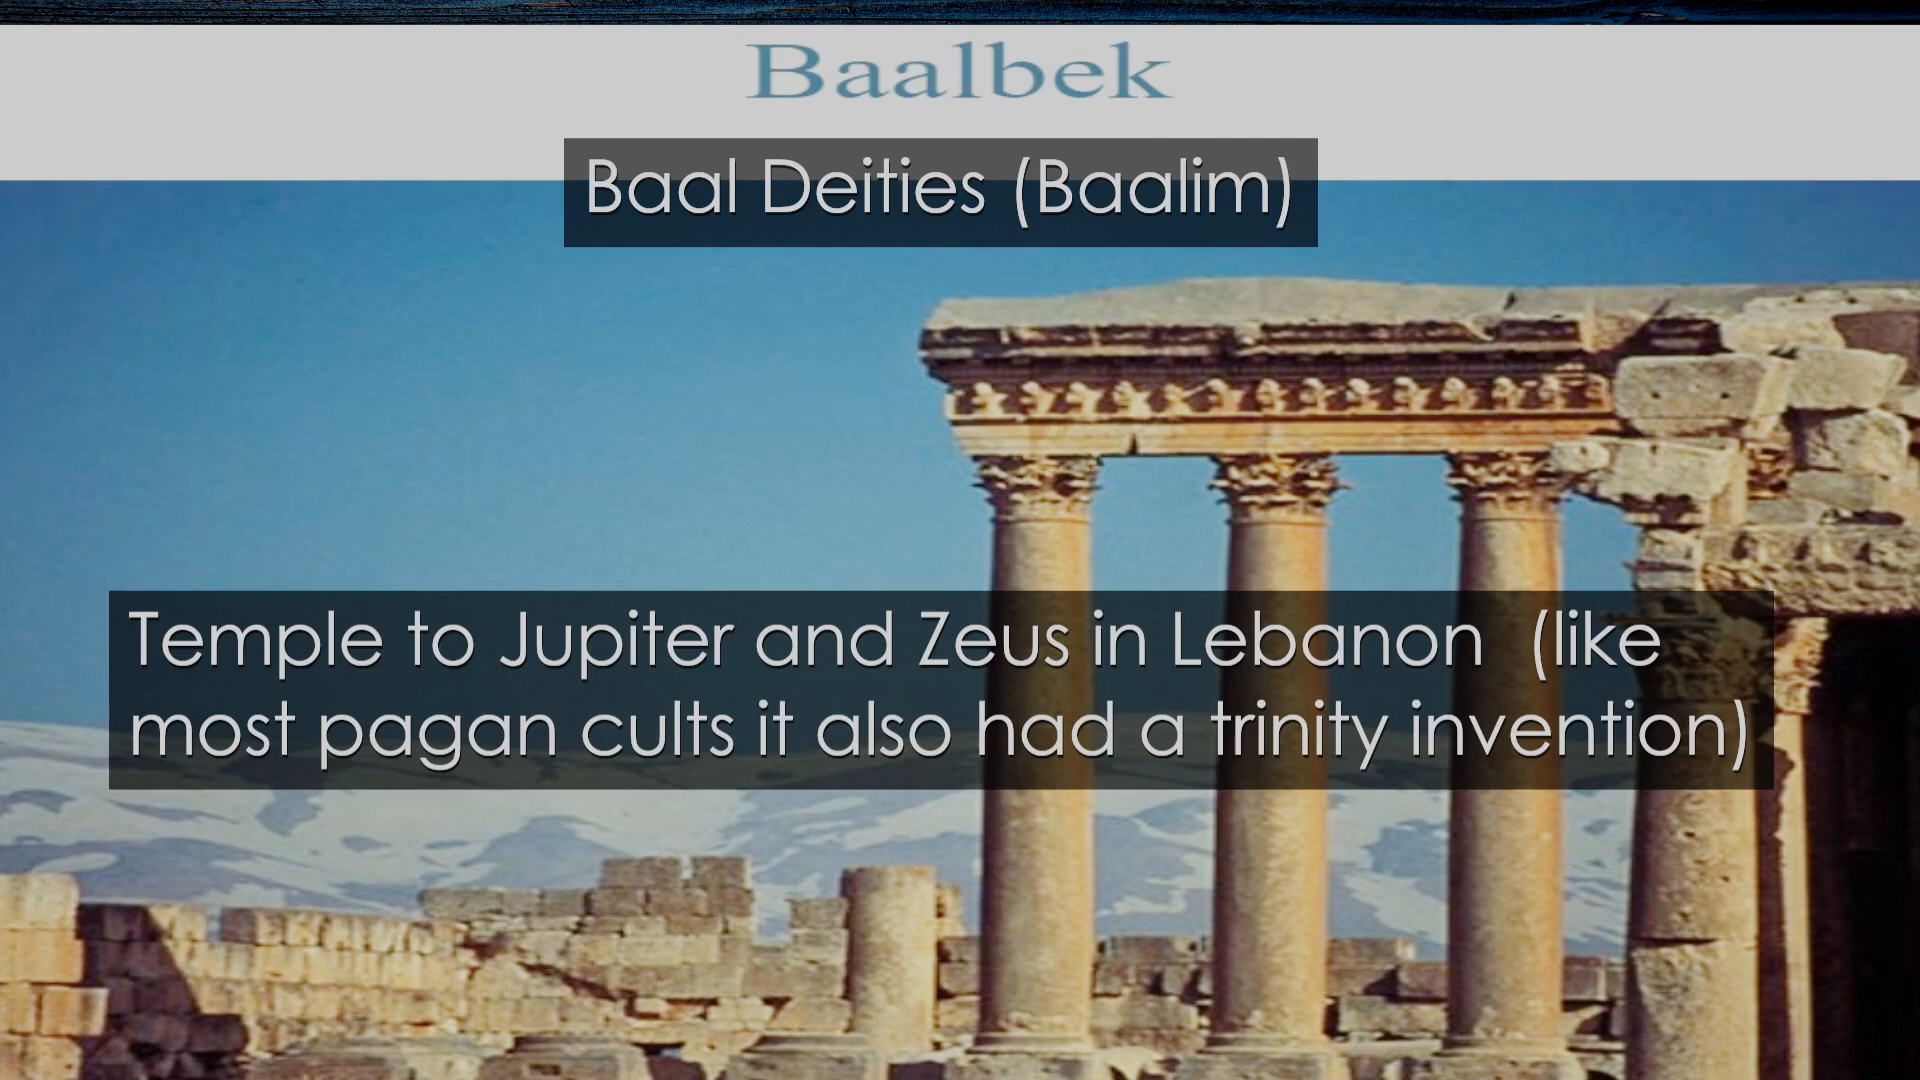 Baalbek
Baal Deities (Baalim)
Temple to Jupiter and Zeus in Lebanon  (like
most pagan cults it also had a trinity invention)